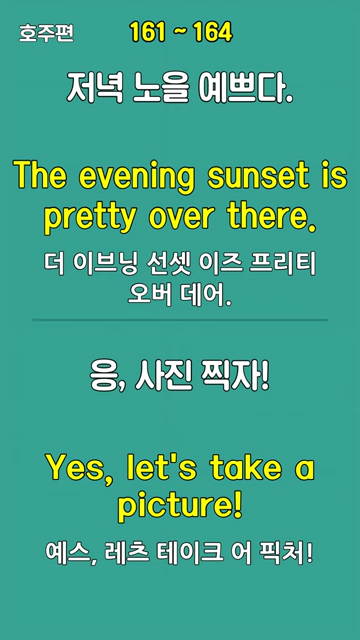 호주편 161 ~ 164
저녁 노을 예쁘다.
The evening sunset is
pretty over there.
더 이브닝 선셋 이즈 프리티
오버 데어.
응, 사진 찍자!
Yes, let's take a
picture!
예스, 레츠 테이크 어 픽처!